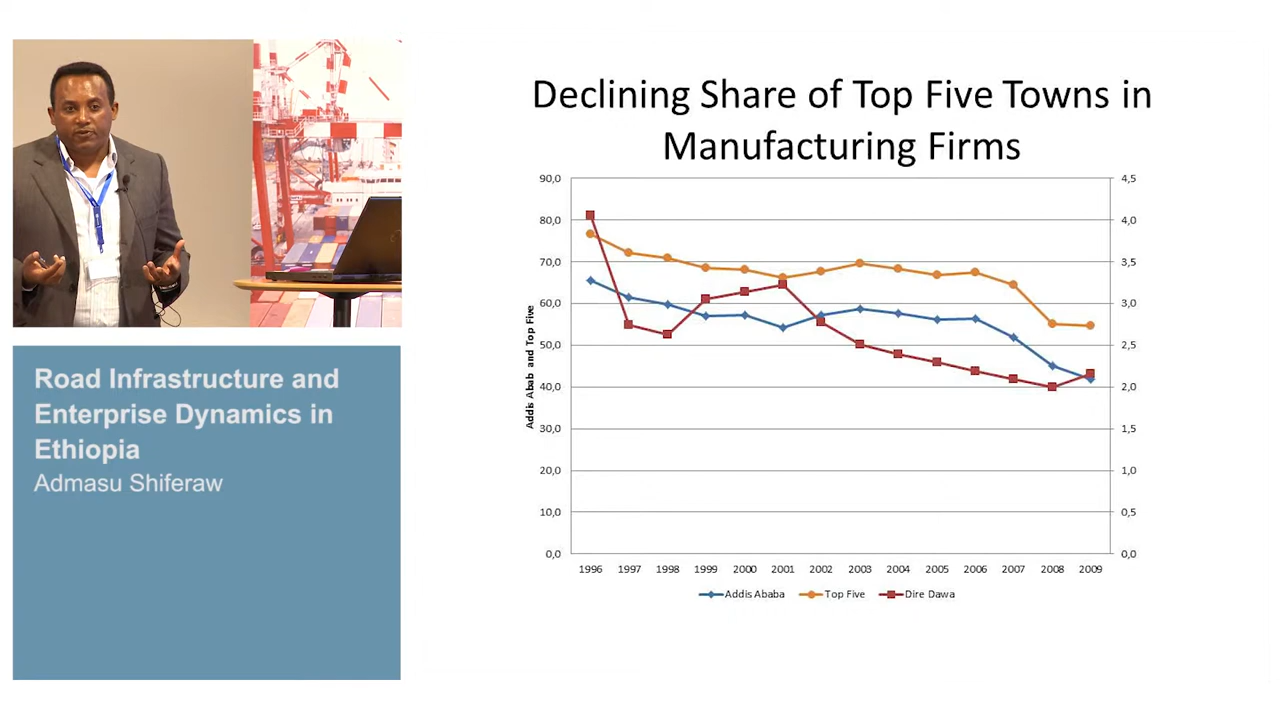 Declining Share of Top Five Towns in
Manufacturing Firms
90,0
80,0
70,0
60,0
50,0
40,0
30,0
20,0
10,0
0,0
Addis Abab and Top Five
4,5
4,0
3,5
3,0
2,5
2,0
1,5
1,0
0,5
0,0
1996 1997 1998 1999 2000 2001 2002 2003 2004 2005 2006 2007 2008 2009
Addis Ababa Top Five Dire Dawa
Road Infrastructure and
Enterprise Dynamics in
Ethiopia
Admasu Shiferaw